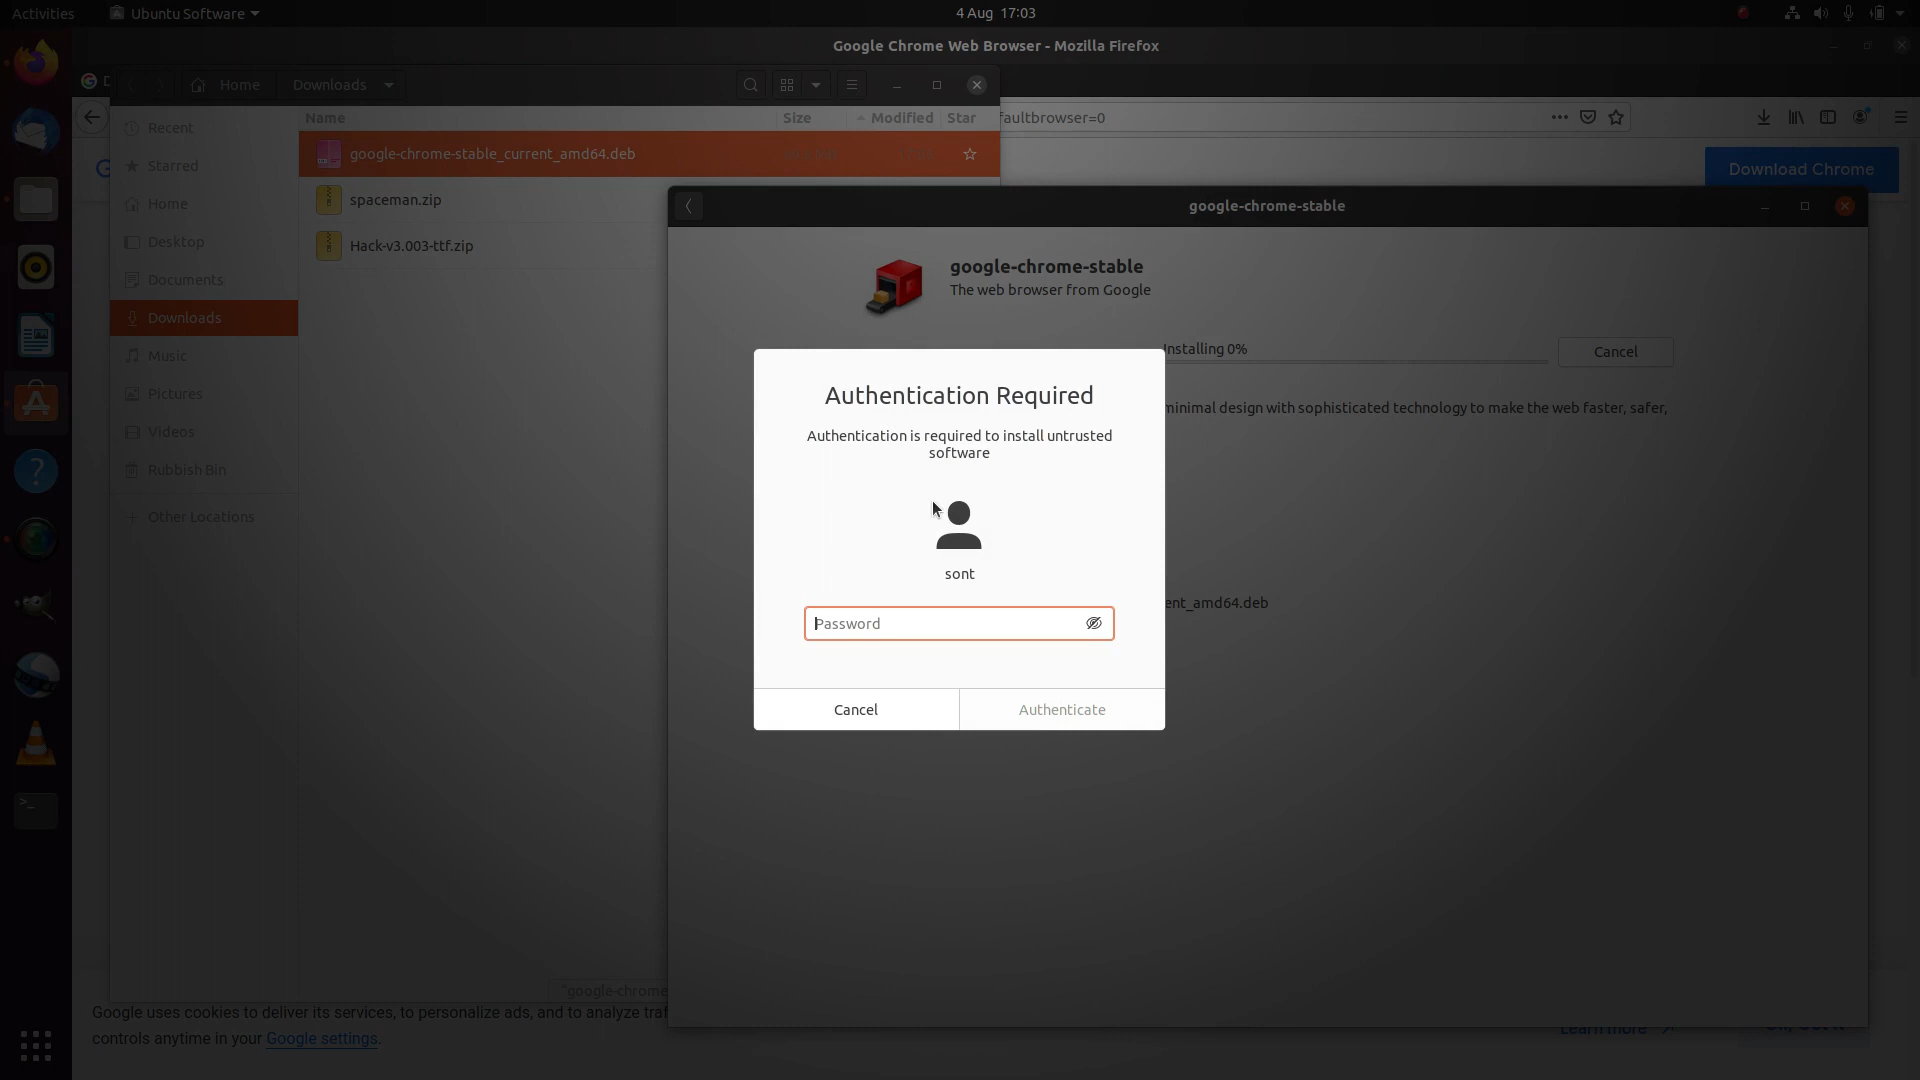 Activities
Ubuntu Software
4 Aug 17:03
Google Chrome Web Browser - Mozilla Firefox
Home
Downloads
faultbrowser=0
Name
Size
Modified
Star
Recent
google-chrome-stable_current_amd64.deb
Starred
Download Chrome
spaceman.zip
Home
google-chrome-stable
Desktop
Hack-v3.003-ttf.zip
google-chrome-stable
Documents
The web browser from Google
Downloads
Installing 0%
Cancel
Music
Authentication Required
Pictures
minimal design with sophisticated technology to make the web faster, safer,
Videos
Authentication is required to install untrusted
software
Rubbish Bin
Other Locations
sont
ent_amd64.deb
Password
Cancel
Authenticate
"google-chrome
Google uses cookies to deliver its services, to personalize ads, and to analyze traf
Learn more
controls anytime in your Google settings.